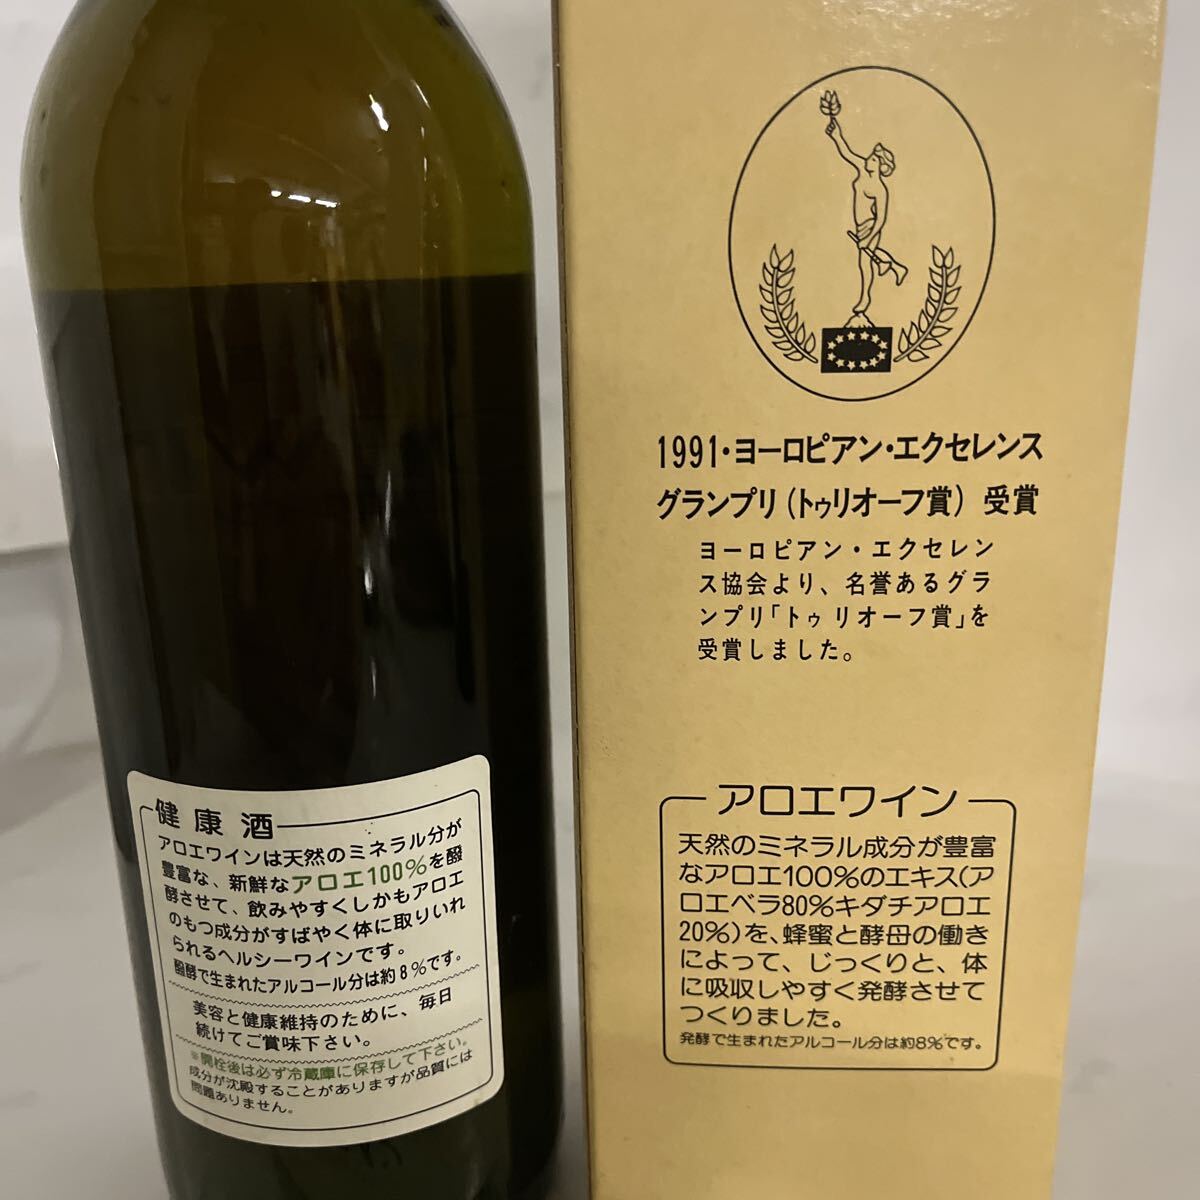 健康酒
アロエワインは天然のミネラル分が
豊富な、新鮮なアロエ100%を醱
酵させて、飲みやすくしかもアロエ
のもつ成分がすばやく体に取りいれ
られるヘルシーワインです。
醱酵で生まれたアルコール分は約8%です。
美容と健康維持のために、毎日
続けてご賞味下さい。
※開栓後は必ず冷蔵庫に保存して下さい。
成分が沈殿することがありますが品質には
問題ありません。
1991・ヨーロピアン・エクセレンス
グランプリ(トゥリオーフ賞) 受賞
ヨーロピアン・エクセレン
ス協会より、名誉あるグラ
ンプリ「トゥリオーフ賞」を
受賞しました。
アロエワイン
天然のミネラル成分が豊富
なアロエ100%のエキス(ア
ロエベラ80%キダチアロエ
20%)を、蜂蜜と酵母の働き
によって、じっくりと、体
に吸収しやすく発酵させて
つくりました。
発酵で生まれたアルコール分は約8%です。